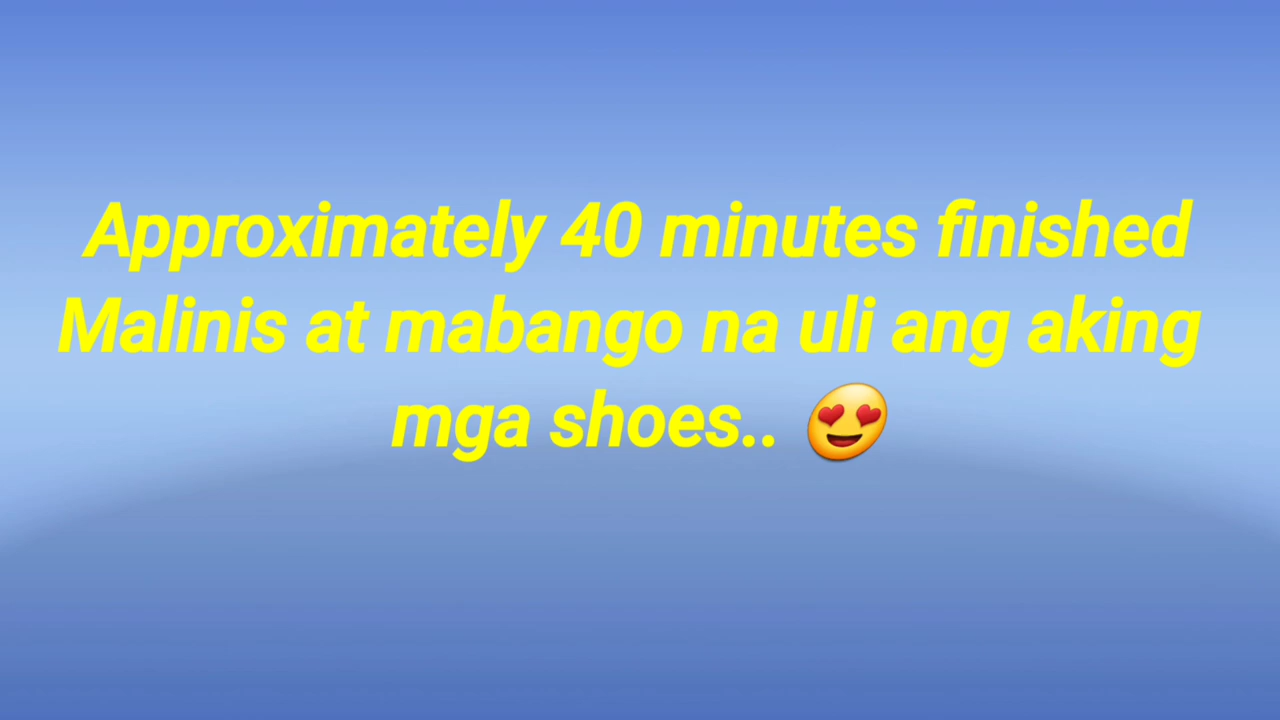 Approximately 40 minutes finished
Malinis at mabango na uli ang aking
mga shoes.. 😍